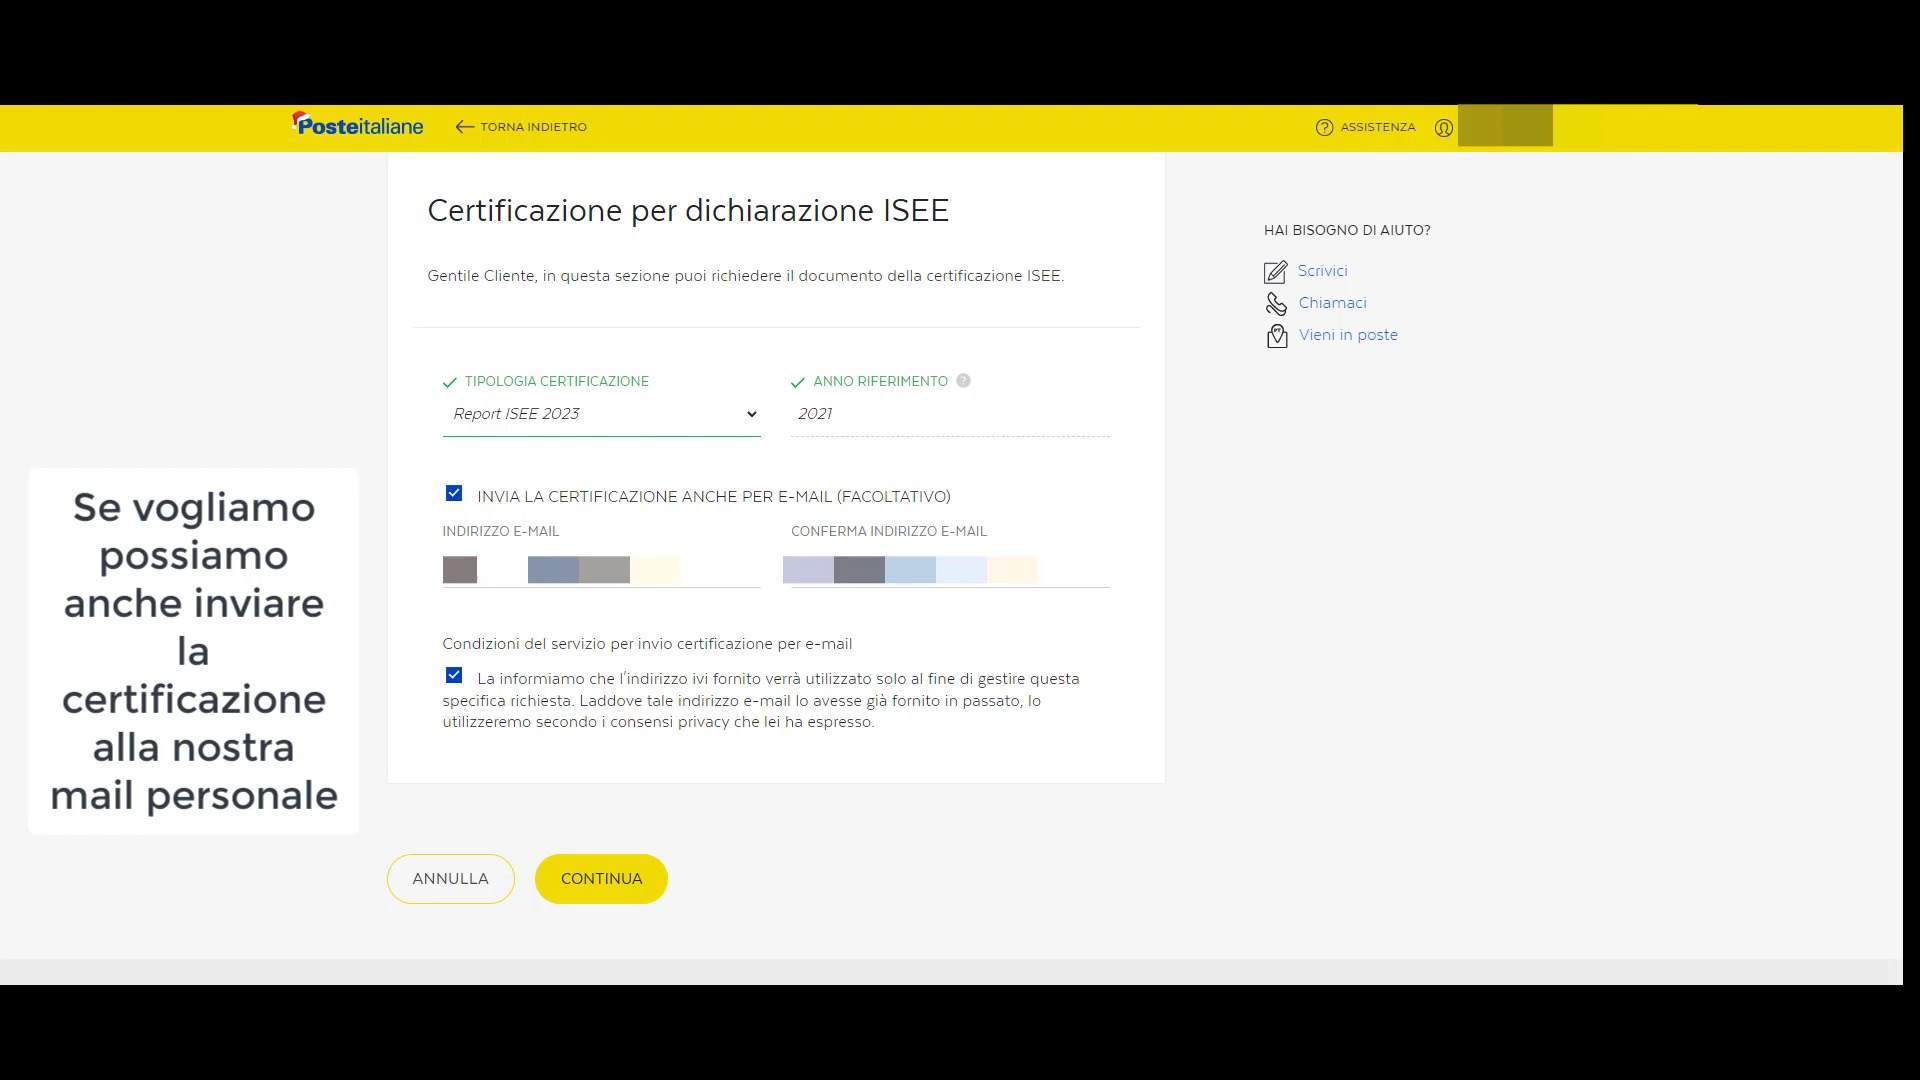 Posteitaliane
TORNA INDIETRO
ASSISTENZA
Certificazione per dichiarazione ISEE
Gentile Cliente, in questa sezione puoi richiedere il documento della certificazione ISEE.
HAI BISOGNO DI AIUTO?
Scrivici
Chiamaci
Vieni in poste
TIPOLOGIA CERTIFICAZIONE
Report ISEE 2023
ANNO RIFERIMENTO ?
2021
INVIA LA CERTIFICAZIONE ANCHE PER E-MAIL (FACOLTATIVO)
INDIRIZZO E-MAIL
CONFERMA INDIRIZZO E-MAIL
Condizioni del servizio per invio certificazione per e-mail
La informiamo che l'indirizzo ivi fornito verrà utilizzato solo al fine di gestire questa
specifica richiesta. Laddove tale indirizzo e-mail lo avesse già fornito in passato, lo
utilizzeremo secondo i consensi privacy che lei ha espresso.
Se vogliamo
possiamo
anche inviare
la
certificazione
alla nostra
mail personale
ANNULLA
CONTINUA